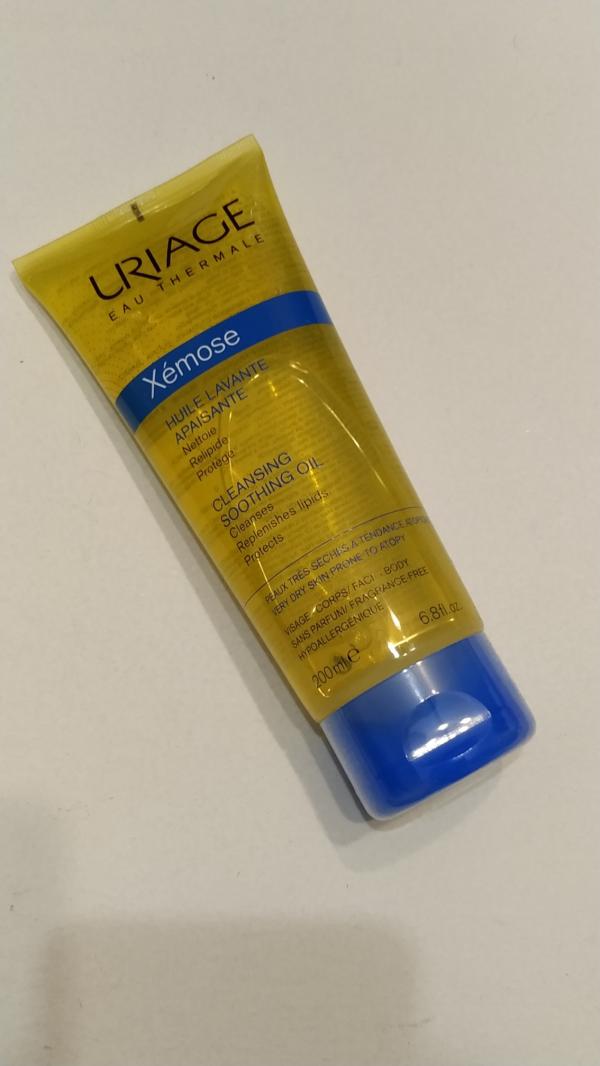 URIAGE
EAU THERMALE
Xémose
HUILE LAVANTE
APAISANTE
Nettoie
Relipide
Protège
CLEANSING
SOOTHING OIL
Cleanses
Replenishes lipids
Protects
PEAUX TRÈS SÈCHES À TENDANCE
VERY DRY SKIN PRONE TO ATOPY
VISAGE - CORPS/ FACE - BODY
SANS PARFUM/ FRAGRANCE-FREE
HYPOALLERGÉNIQUE
200 ml e 6,8 fl.oz.